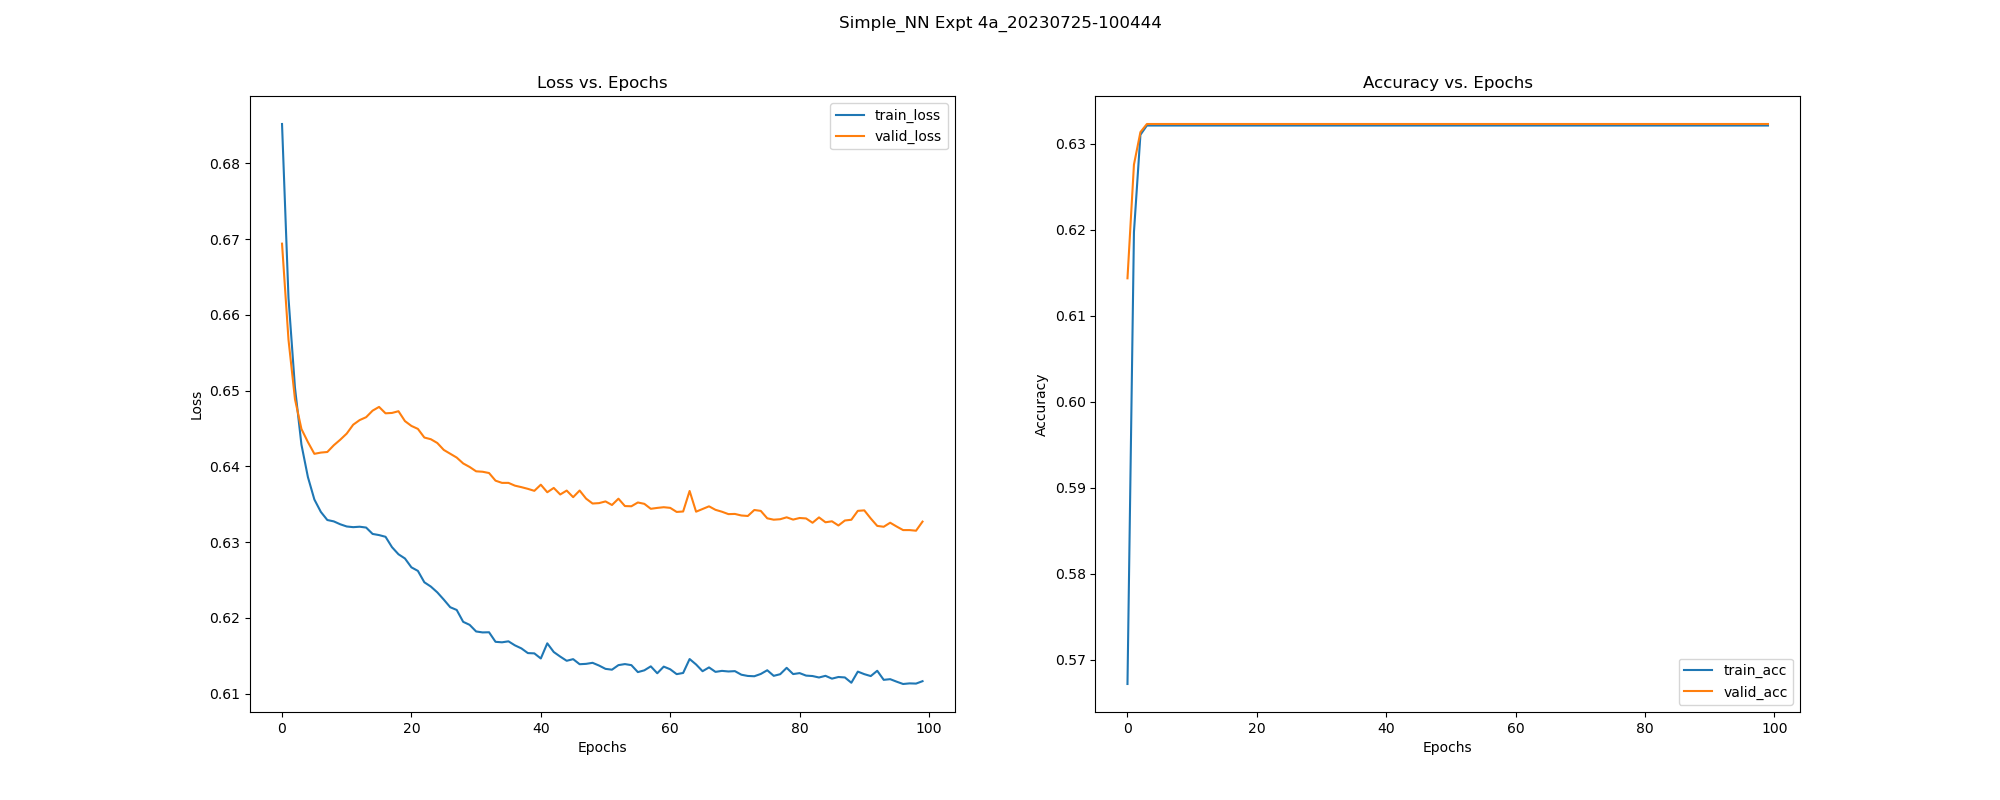 Simple_NN Expt 4a_20230725-100444
Loss vs. Epochs
train_loss
valid_loss
0.68
0.67
0.66
0.65
0.64
0.63
0.62
0.61
Loss
0 20 40 60 80 100
Epochs
Accuracy vs. Epochs
0.63
0.62
0.61
0.60
0.59
0.58
0.57
Accuracy
train_acc
valid_acc
0 20 40 60 80 100
Epochs